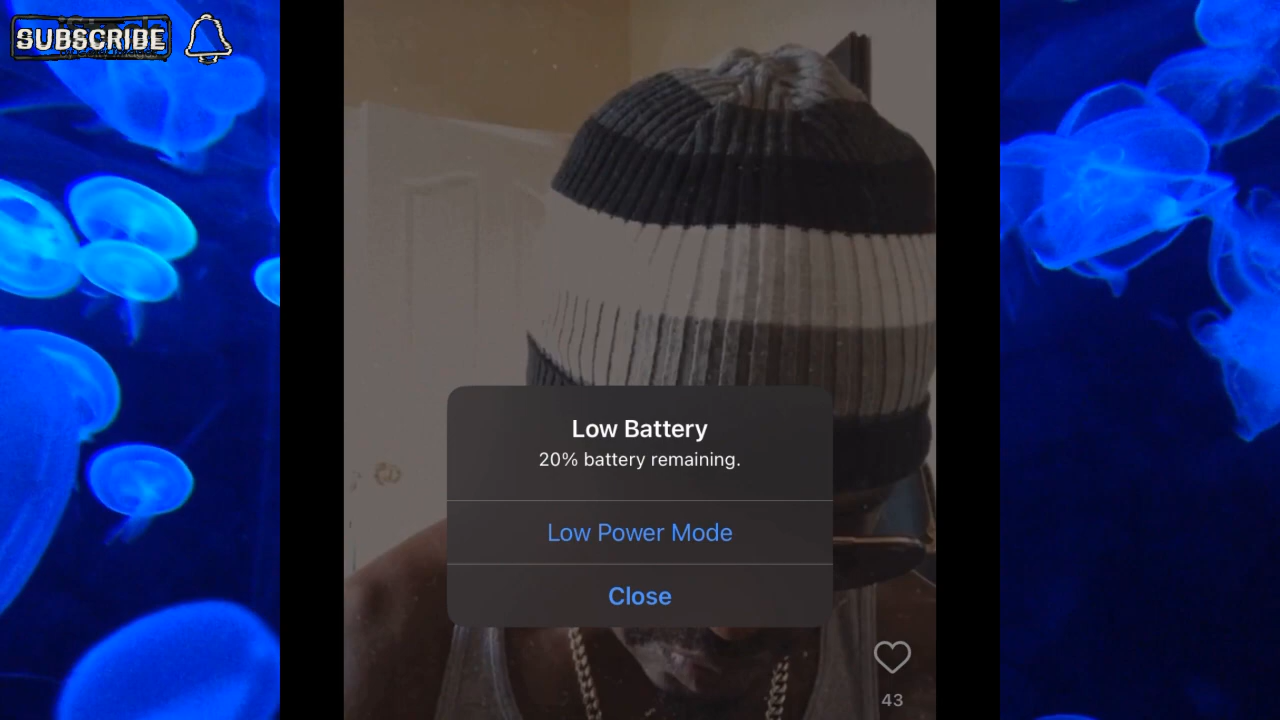 SUBSCRIBE
Low Battery
20% battery remaining.
Low Power Mode
Close
43